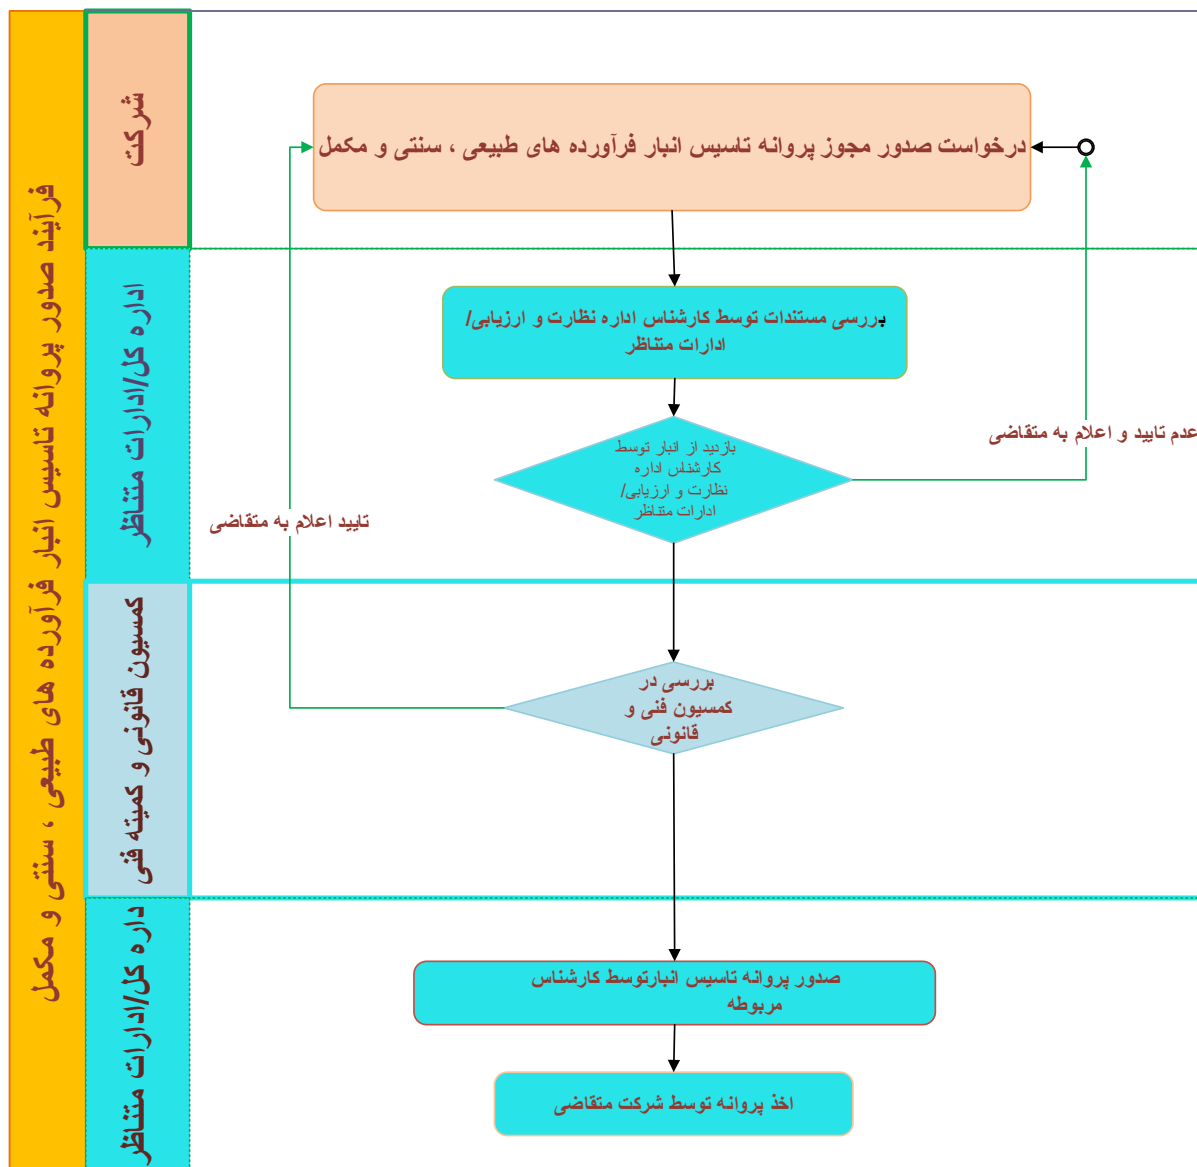 فرآیند صدور پروانه تاسیس انبار فرآورده های طبیعی ، سنتی و مکمل
شرکت
درخواست صدور مجوز پروانه تاسیس انبار فرآورده های طبیعی ، سنتی و مکمل
اداره کل/ادارات متناظر
بررسی مستندات توسط کارشناس اداره نظارت و ارزیابی/
ادارات متناظر
بازدید از انبار توسط
کارشناس اداره
نظارت و ارزیابی/
ادارات متناظر
عدم تایید و اعلام به متقاضی
تایید اعلام به متقاضی
کمسیون قانونی و کمیته فنی
بررسی در
کمسیون فنی و
قانونی
داره کل/ادارات متناظر
صدور پروانه تاسیس انبارتوسط کارشناس
مربوطه
اخذ پروانه توسط شرکت متقاضی